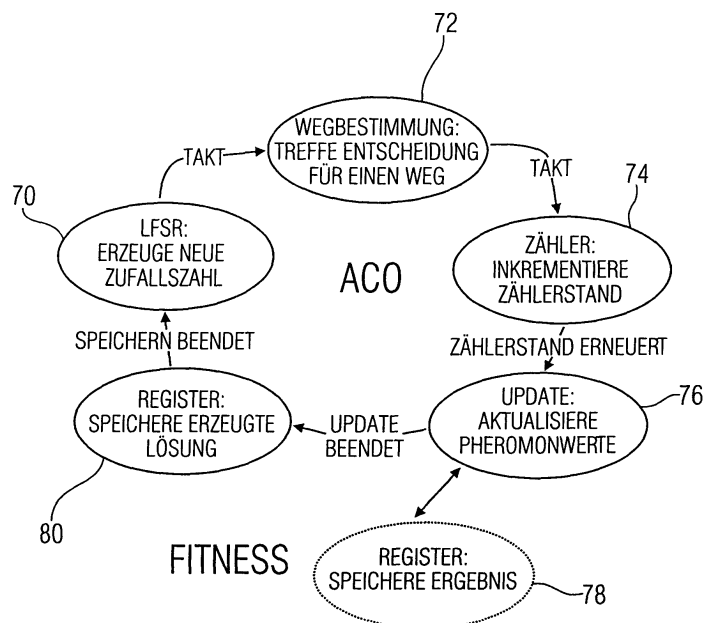 72
WEGBESTIMMUNG:
TREFFE ENTSCHEIDUNG
FÜR EINEN WEG
TAKT
TAKT
74
70
LFSR:
ERZEUGE NEUE
ZUFALLSZAHL
ZÄHLER:
INKREMENTIERE
ZÄHLERSTAND
ACO
SPEICHERN BEENDET
ZÄHLERSTAND ERNEUERT
REGISTER:
SPEICHERE ERZEUGTE
LÖSUNG
UPDATE
BEENDET
UPDATE:
AKTUALISIERE
PHEROMONWERTE
76
80
FITNESS
REGISTER:
SPEICHERE ERGEBNIS
78